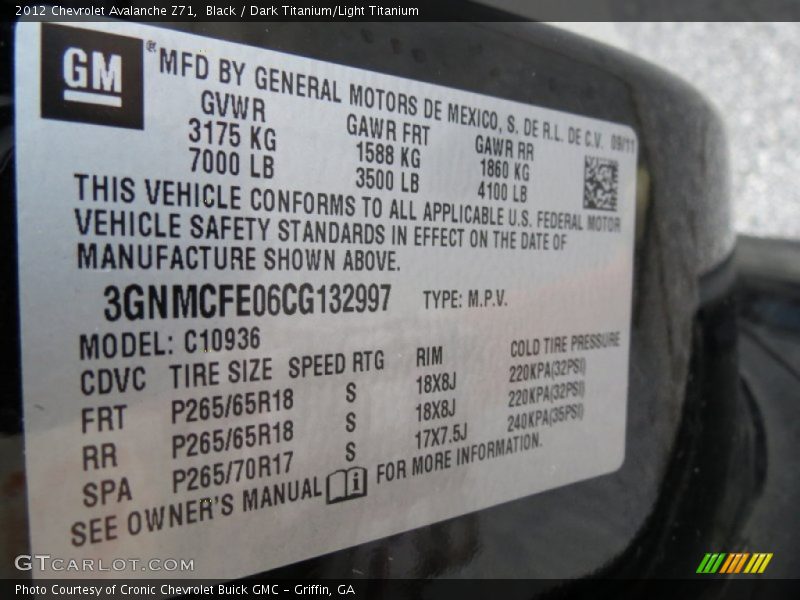 2012 Chevrolet Avalanche Z71,  Black / Dark Titanium/Light Titanium
GM
® MFD BY GENERAL MOTORS DE MEXICO, S. DE R.L. DE C.V. 09/11
GVWR GAWR FRT GAWR RR
3175 KG 1588 KG 1860 KG
7000 LB 3500 LB 4100 LB
THIS VEHICLE CONFORMS TO ALL APPLICABLE U.S. FEDERAL MOTOR
VEHICLE SAFETY STANDARDS IN EFFECT ON THE DATE OF
MANUFACTURE SHOWN ABOVE.
3GNMCFE06CG132997 TYPE: M.P.V.
MODEL: C10936
CDVC TIRE SIZE SPEED RTG RIM COLD TIRE PRESSURE
FRT P265/65R18 S 18X8J 220KPA(32PSI)
RR P265/65R18 S 18X8J 220KPA(32PSI)
SPA P265/70R17 S 17X7.5J 240KPA(35PSI)
SEE OWNER'S MANUAL FOR MORE INFORMATION.
GTCARLOT.COM
Photo Courtesy of Cronic Chevrolet Buick GMC – Griffin, GA